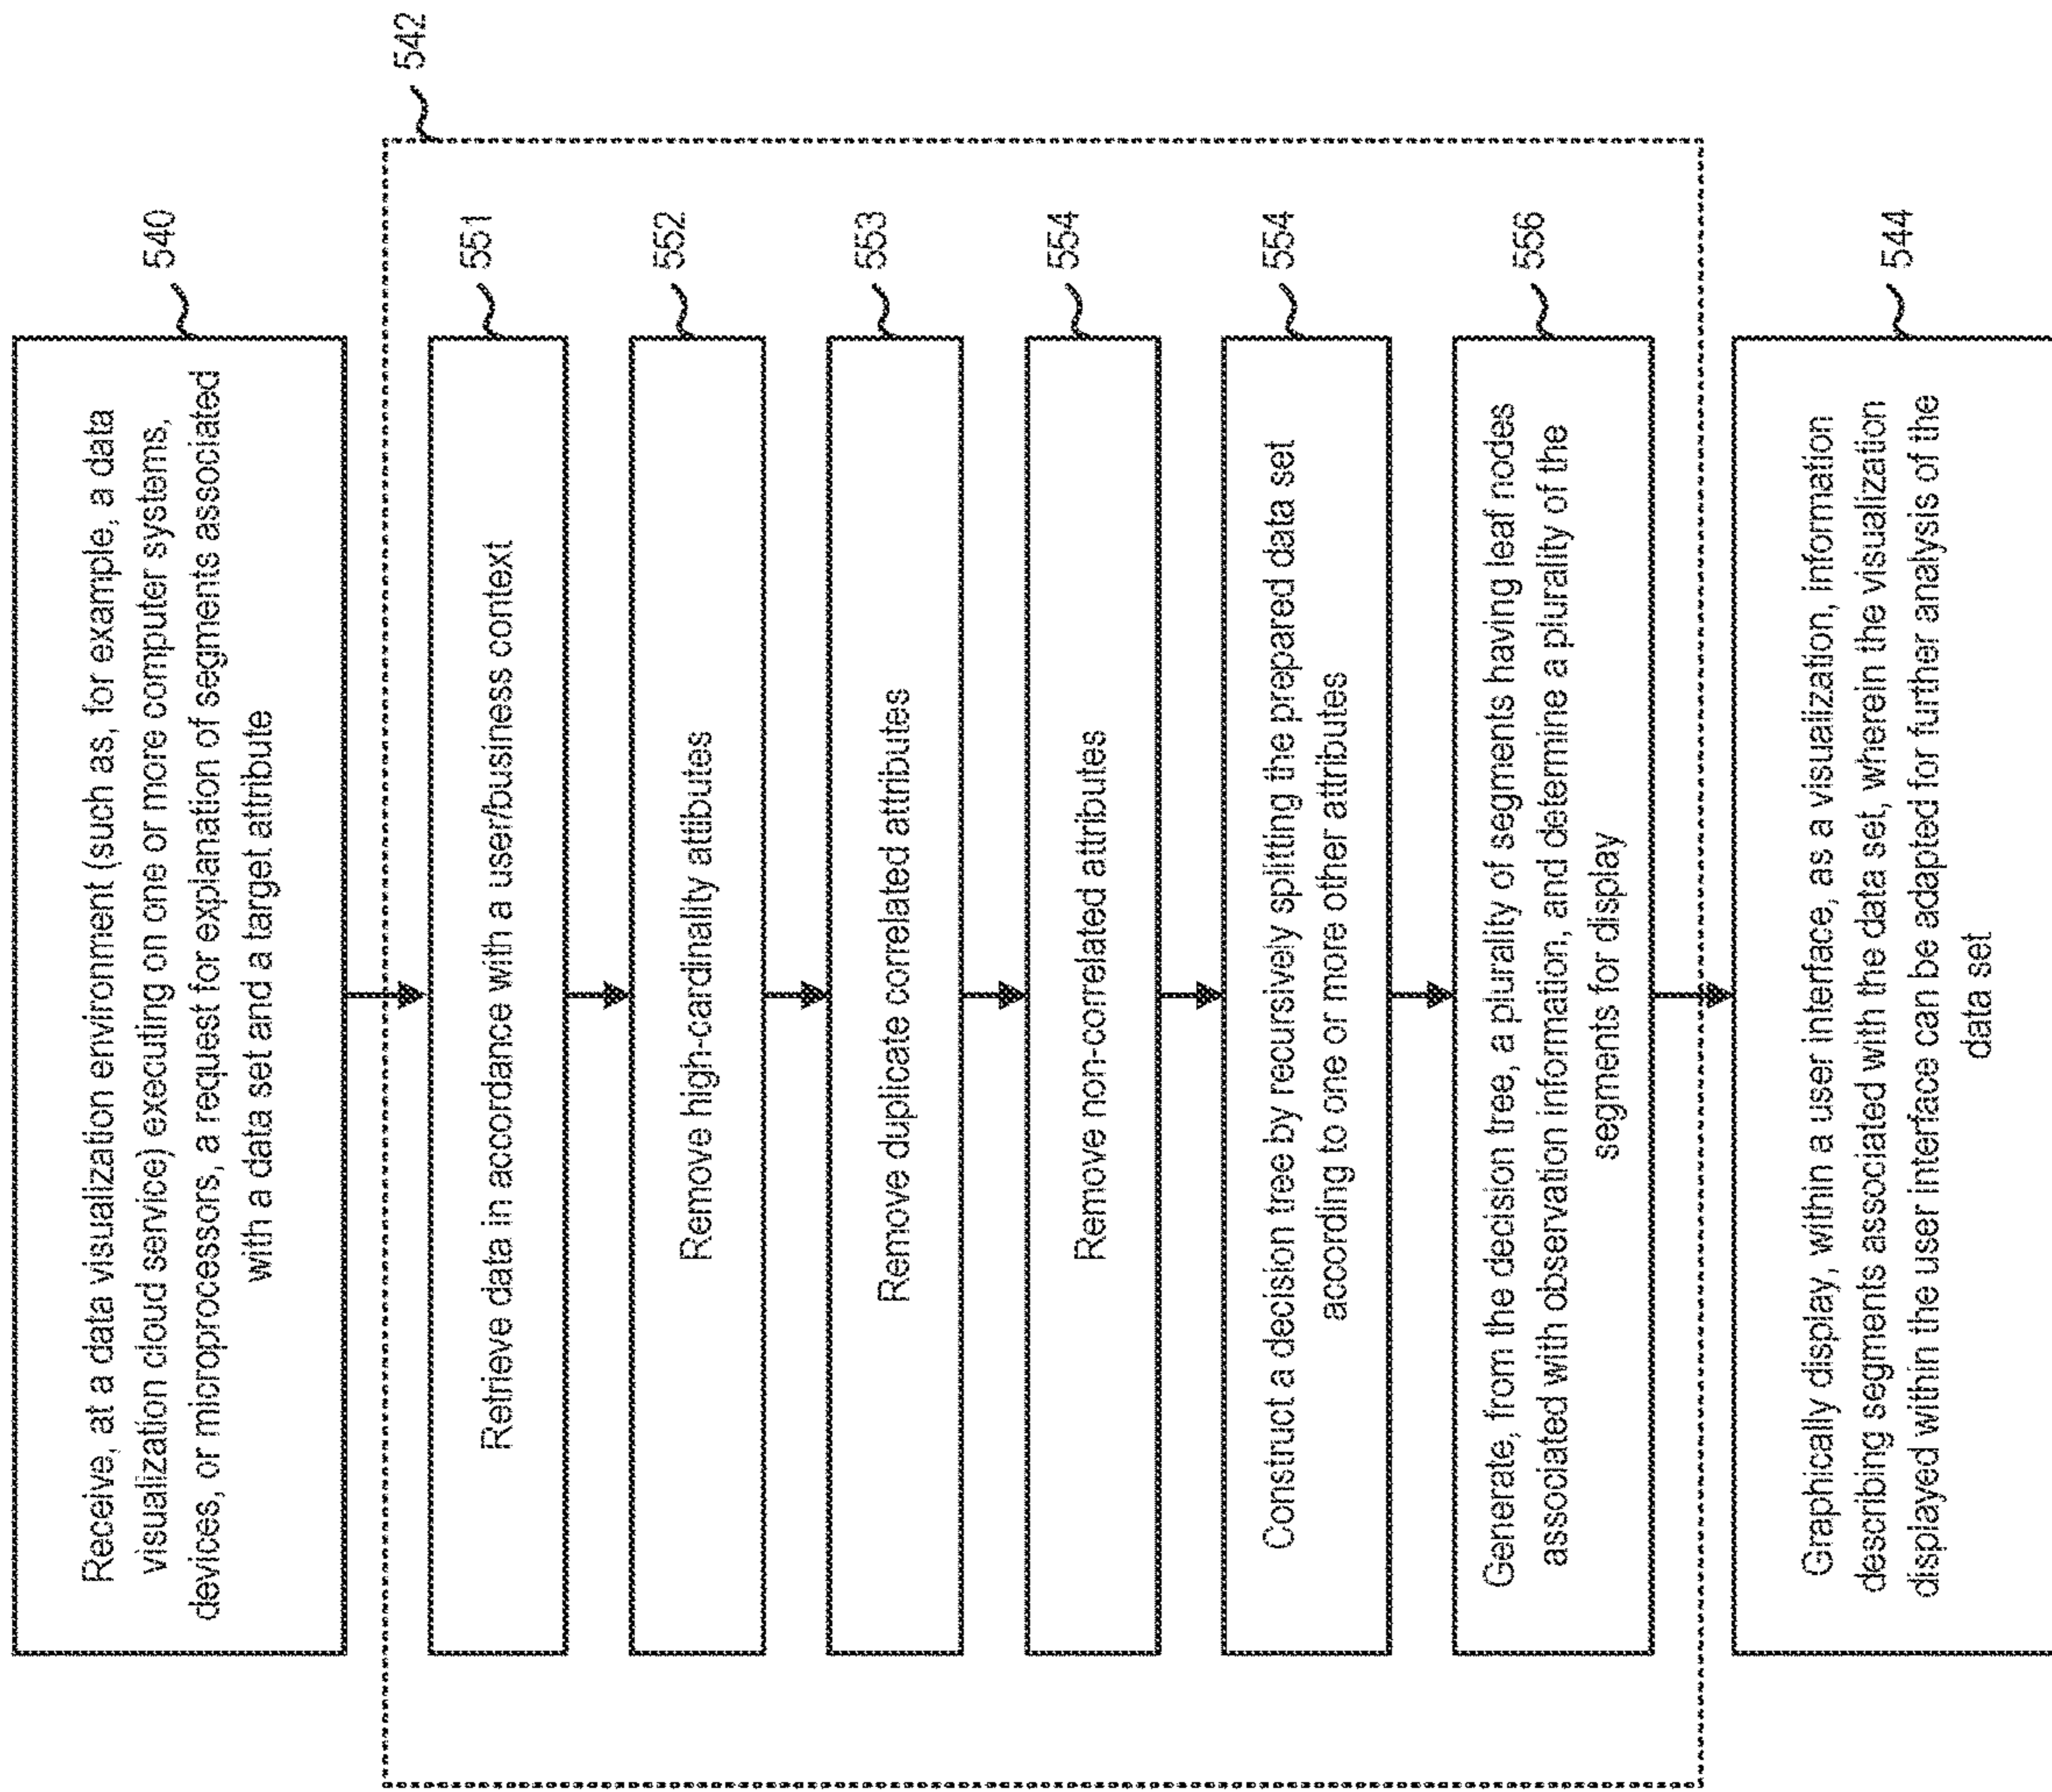 Receive, at a data visualization environment (such as, for example, a data
visualization cloud service) executing on one or more computer systems,
devices, or microprocessors, a request for explanation of segments associated
with a data set and a target attribute
540
542
Retrieve data in accordance with a user/business context
551
Remove high-cardinality attibutes
552
Remove duplicate correlated attributes
553
Remove non-correlated attributes
554
Construct a decision tree by recursively splitting the prepared data set
according to one or more other attributes
554
Generate, from the decision tree, a plurality of segments having leaf nodes
associated with observation information, and determine a plurality of the
segments for display
556
Graphically display, within a user interface, as a visualization, information
describing segments associated with the data set, wherein the visualization
displayed within the user interface can be adapted for further analysis of the
data set
544